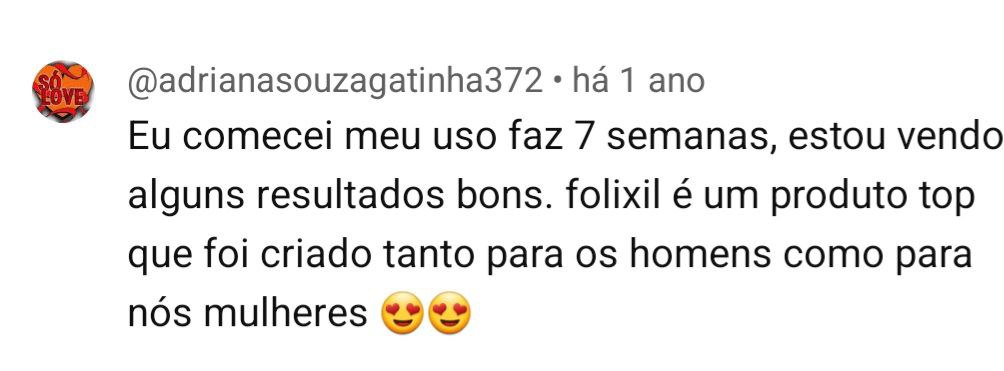 SÓ
LOVE
@adrianasouzagatinha372 • há 1 ano
Eu comecei meu uso faz 7 semanas, estou vendo
alguns resultados bons. folixil é um produto top
que foi criado tanto para os homens como para
nós mulheres 😍😍